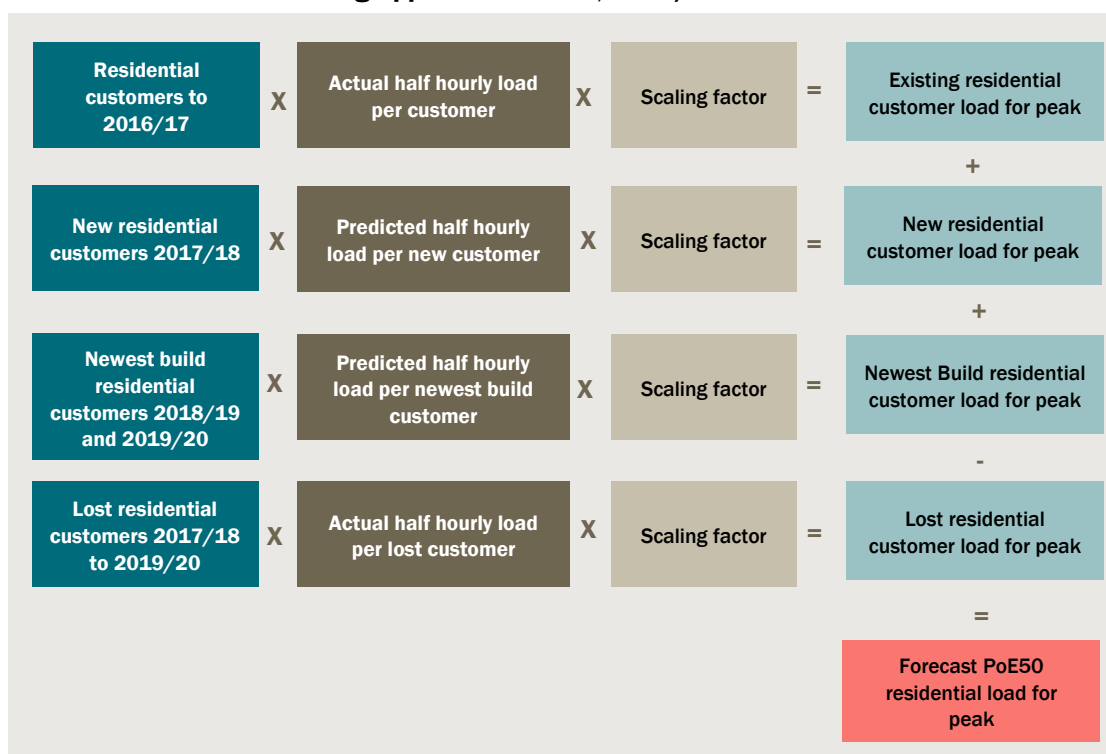 Residential
customers to
2016/17
X
Actual half hourly load
per customer
X
Scaling factor
=
Existing residential
customer load for peak
+
New residential
customers 2017/18
X
Predicted half hourly
load per new customer
X
Scaling factor
=
New residential
customer load for peak
+
Newest build
residential
customers 2018/19
and 2019/20
X
Predicted half hourly
load per newest build
customer
X
Scaling factor
=
Newest Build residential
customer load for peak
-
Lost residential
customers 2017/18
to 2019/20
X
Actual half hourly load
per lost customer
X
Scaling factor
=
Lost residential
customer load for peak
=
Forecast PoE50
residential load for
peak